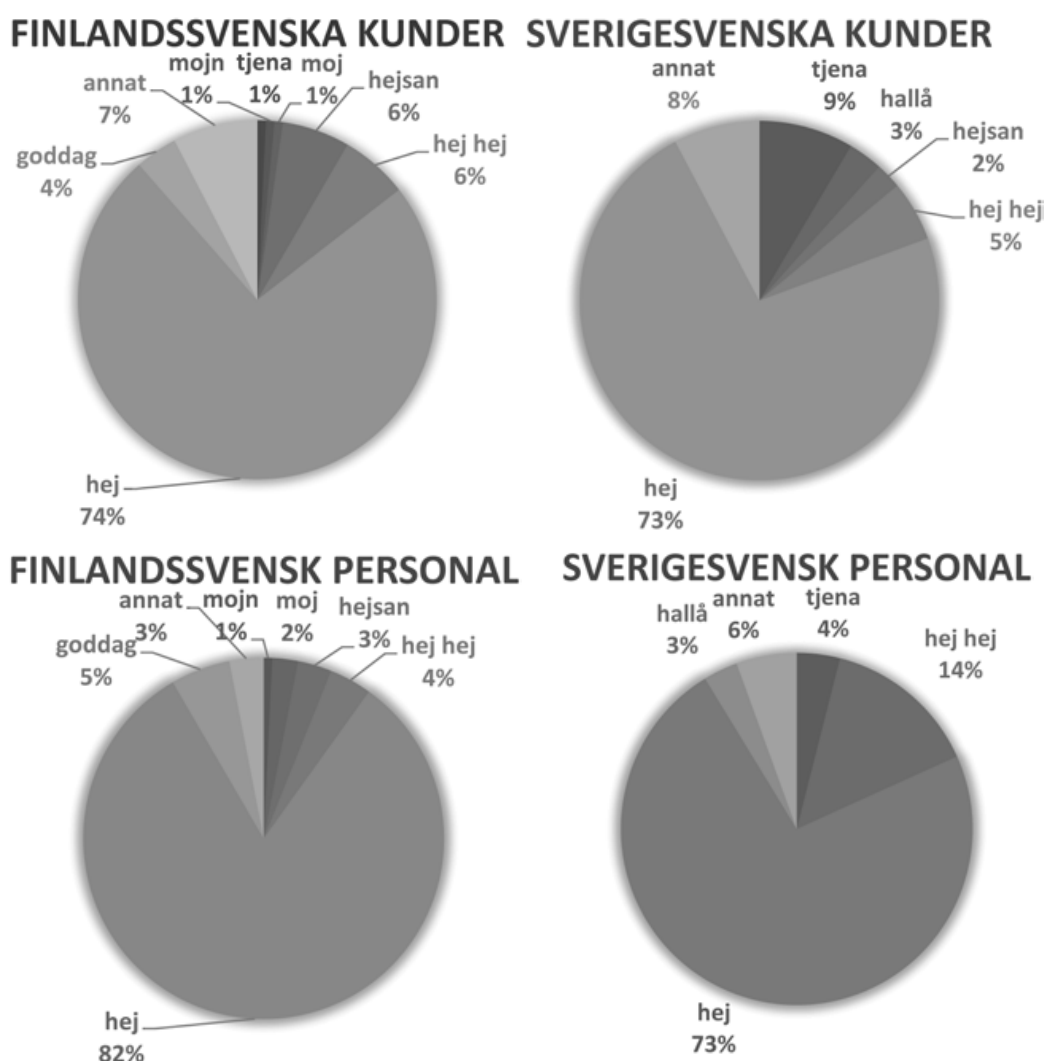 FINLANDSSVENSKA KUNDER
mojn tjena moj
1% 1% 1%
annat
7%
hejsan
6%
hej hej
6%
goddag
4%
hej
74%
SVERIGESVENSKA KUNDER
annat
8%
tjena
9%
hallå
3%
hejsan
2%
hej hej
5%
hej
73%
FINLANDSSVENSK PERSONAL
annat
3%
mojn
1%
moj
2%
hejsan
3%
hej hej
4%
goddag
5%
hej
82%
SVERIGESVENSK PERSONAL
hallå
3%
annat
6%
tjena
4%
hej hej
14%
hej
73%